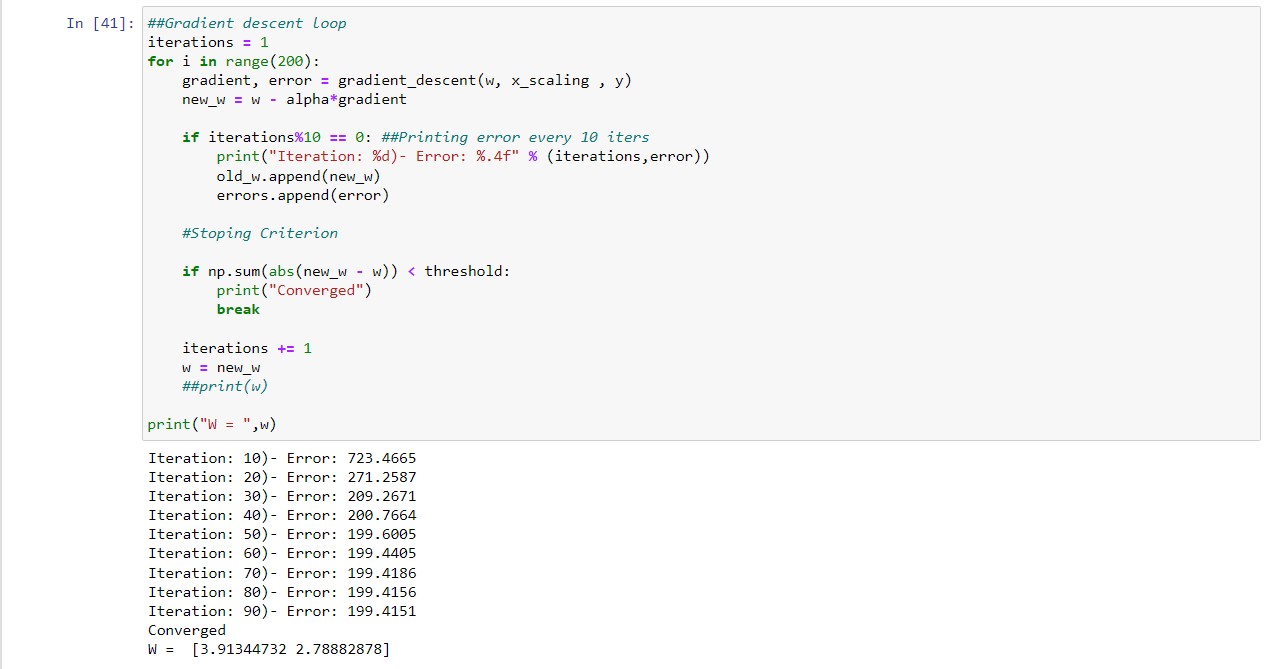 In [41]: ##Gradient descent loop
iterations = 1
for i in range(200):
    gradient, error = gradient_descent(w, x_scaling , y)
    new_w = w - alpha*gradient

    if iterations%10 == 0: ##Printing error every 10 iters
        print("Iteration: %d)- Error: %.4f" % (iterations,error))
        old_w.append(new_w)
        errors.append(error)

    #Stoping Criterion

    if np.sum(abs(new_w - w)) < threshold:
        print("Converged")
        break

    iterations += 1
    w = new_w
    ##print(w)

print("W = ",w)
Iteration: 10)- Error: 723.4665
Iteration: 20)- Error: 271.2587
Iteration: 30)- Error: 209.2671
Iteration: 40)- Error: 200.7664
Iteration: 50)- Error: 199.6005
Iteration: 60)- Error: 199.4405
Iteration: 70)- Error: 199.4186
Iteration: 80)- Error: 199.4156
Iteration: 90)- Error: 199.4151
Converged
W =  [3.91344732 2.78882878]